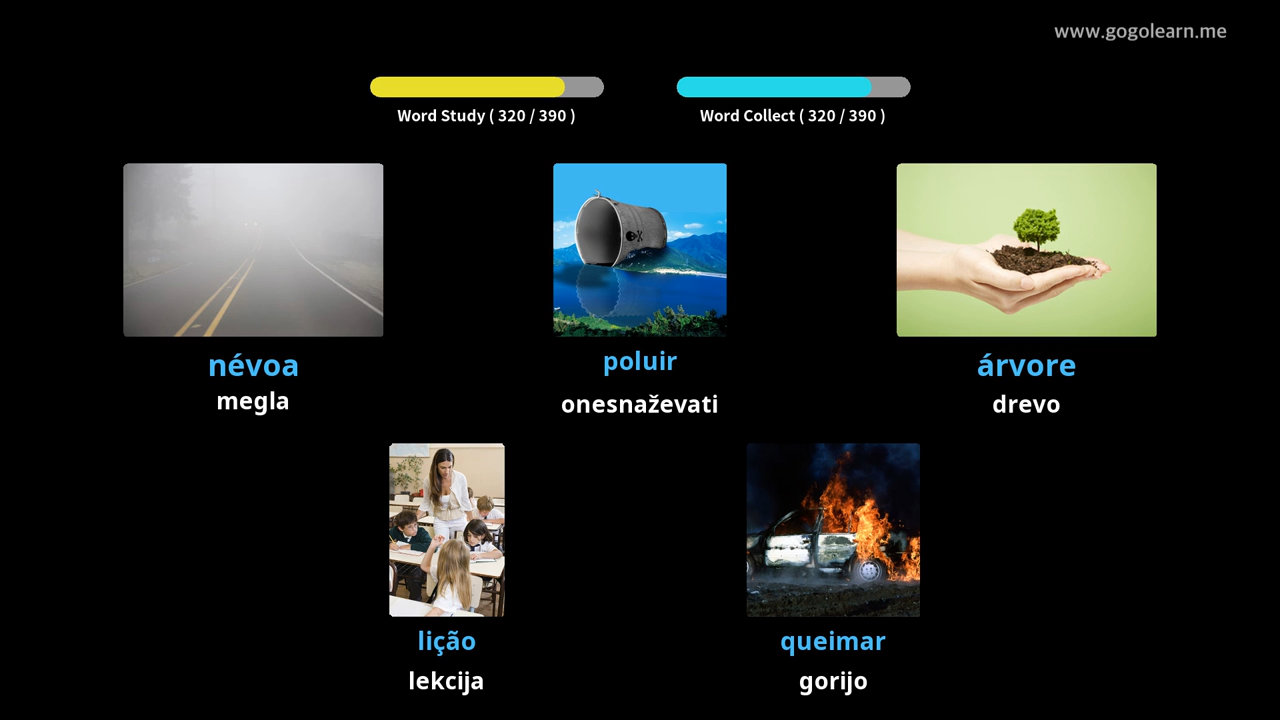 www.gogolearn.me
Word Study ( 320 / 390 )
Word Collect ( 320 / 390 )
névoa
megla
poluir
onesnaževati
árvore
drevo
lição
lekcija
queimar
gorijo